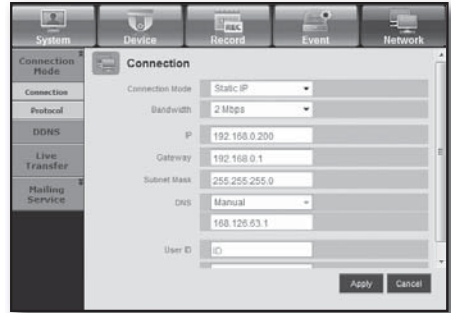 System Device Record Event Network
REC
Connection Mode
Connection
Protocol
DDNS
Live Transfer
Mailing Service
Connection
Connection Mode Static IP
Bandwidth 2 Mbps
IP 192.168.0.200
Gateway 192.168.0.1
Subnet Mask 255.255.255.0
DNS Manual
168.126.63.1
User ID ID
Apply Cancel